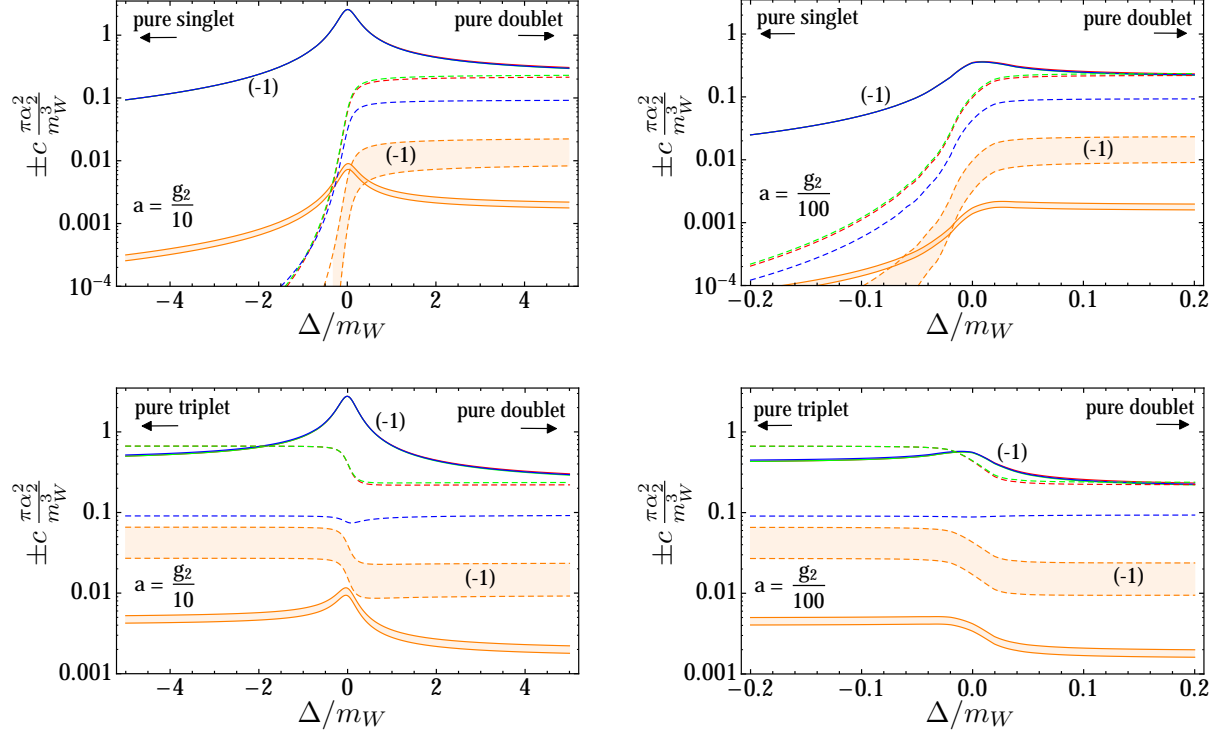 pure singlet
pure doublet
(-1)
(-1)
a = g₂/10
±c πα₂²/m_W³
1
0.1
0.01
0.001
10⁻⁴
−4
−2
0
2
4
Δ/m_W
pure singlet
pure doublet
(-1)
(-1)
a = g₂/100
±c πα₂²/m_W³
1
0.1
0.01
0.001
10⁻⁴
−0.2
−0.1
0.0
0.1
0.2
Δ/m_W
pure triplet
pure doublet
(-1)
(-1)
a = g₂/10
±c πα₂²/m_W³
1
0.1
0.01
0.001
−4
−2
0
2
4
Δ/m_W
pure triplet
pure doublet
(-1)
(-1)
a = g₂/100
±c πα₂²/m_W³
1
0.1
0.01
0.001
−0.2
−0.1
0.0
0.1
0.2
Δ/m_W